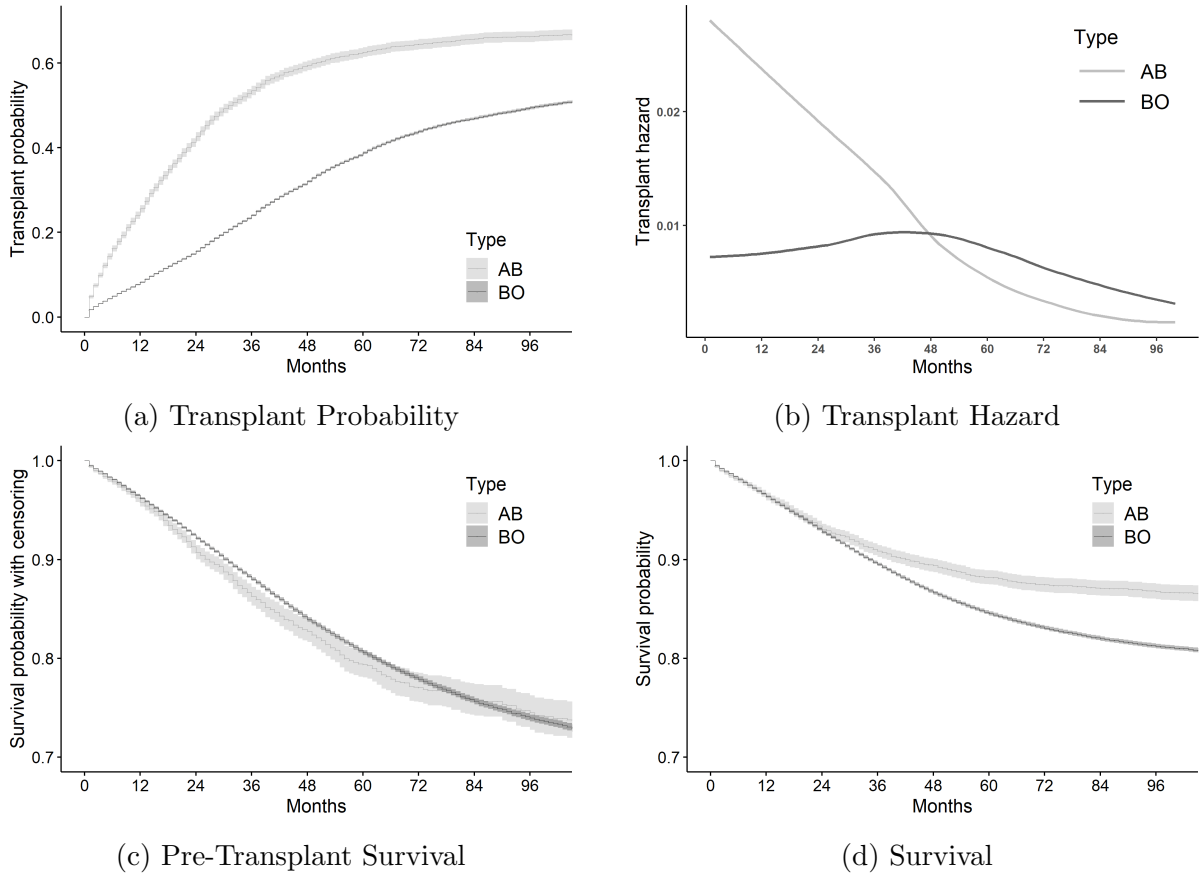 Transplant probability
0.6
0.4
0.2
0.0
Type
AB
BO
0 12 24 36 48 60 72 84 96
Months
(a) Transplant Probability
Transplant hazard
0.02
0.01
Type
AB
BO
0 12 24 36 48 60 72 84 96
Months
(b) Transplant Hazard
Survival probability with censoring
1.0
0.9
0.8
0.7
Type
AB
BO
0 12 24 36 48 60 72 84 96
Months
(c) Pre-Transplant Survival
Survival probability
1.0
0.9
0.8
0.7
Type
AB
BO
0 12 24 36 48 60 72 84 96
Months
(d) Survival